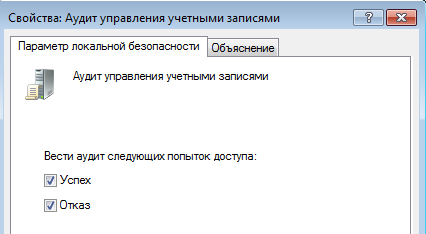 Свойства: Аудит управления учетными записями
Параметр локальной безопасности
Объяснение
Аудит управления учетными записями
Вести аудит следующих попыток доступа:
Успех
Отказ